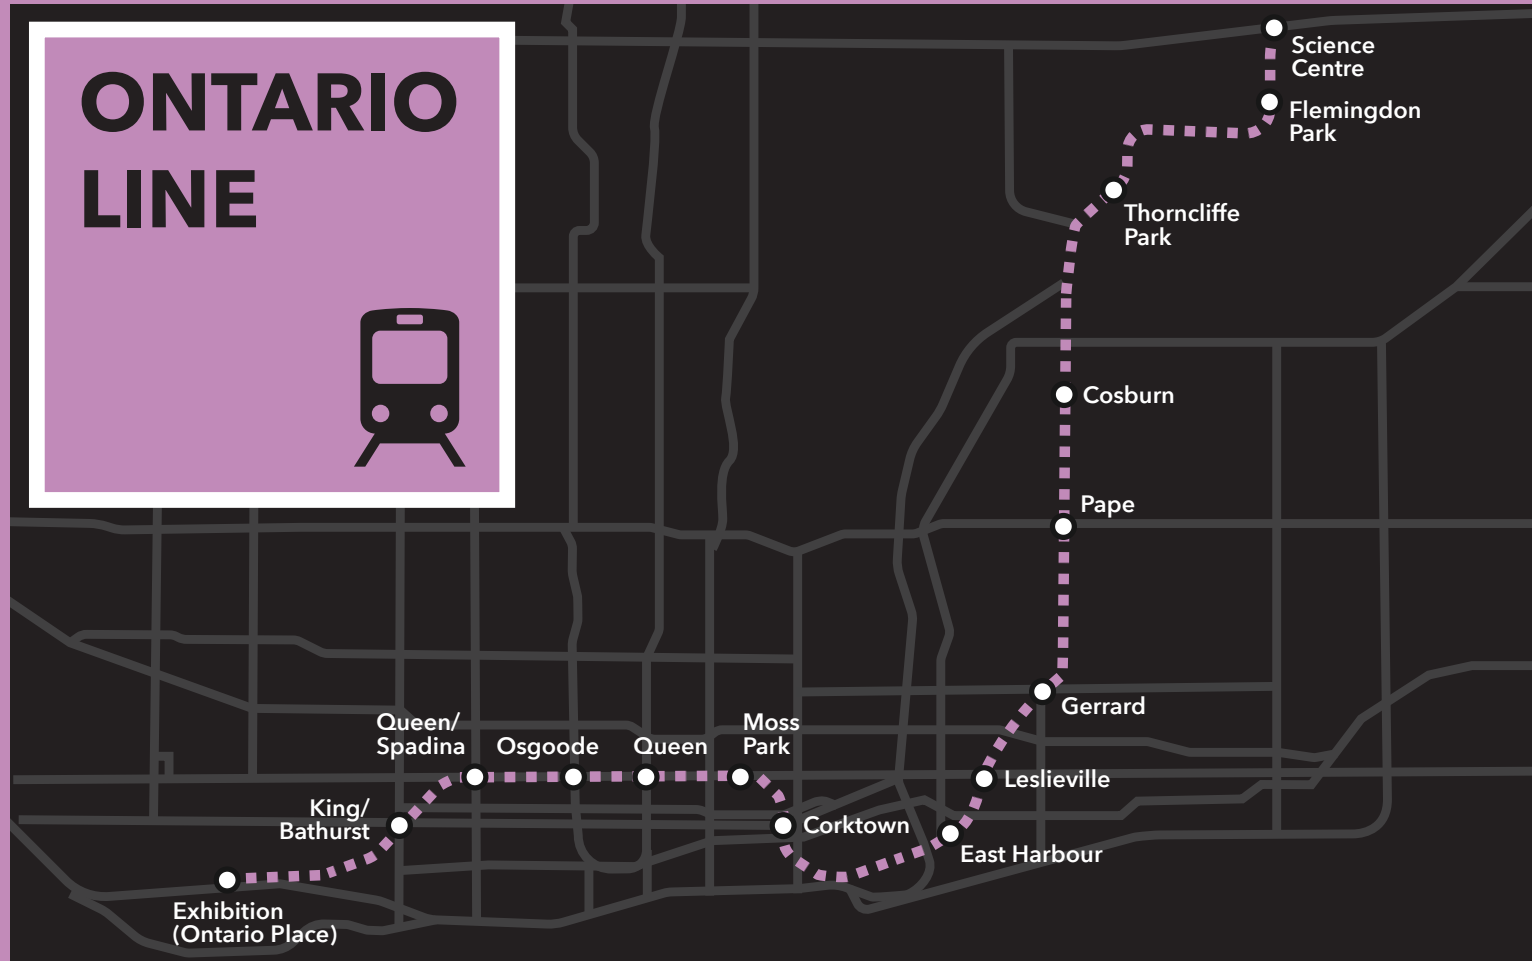 ONTARIO
LINE
Science
Centre
Flemingdon
Park
Thorncliffe
Park
Cosburn
Pape
Gerrard
Leslieville
East Harbour
Corktown
Moss
Park
Queen
Osgoode
Queen/
Spadina
King/
Bathurst
Exhibition
(Ontario Place)